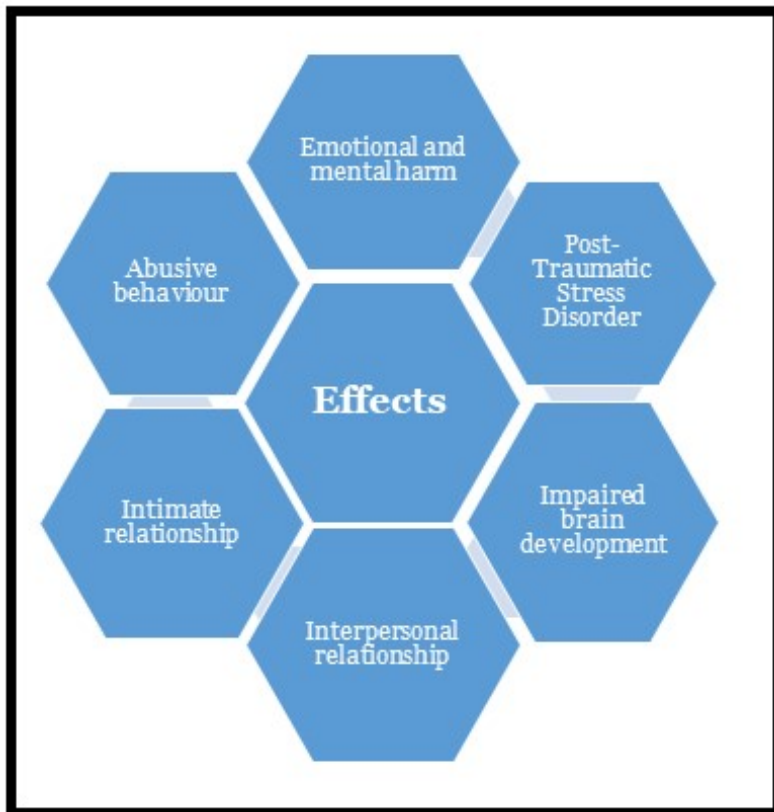 Emotional and
mental harm
Post-
Traumatic
Stress
Disorder
Abusive
behaviour
Effects
Impaired
brain
development
Intimate
relationship
Interpersonal
relationship